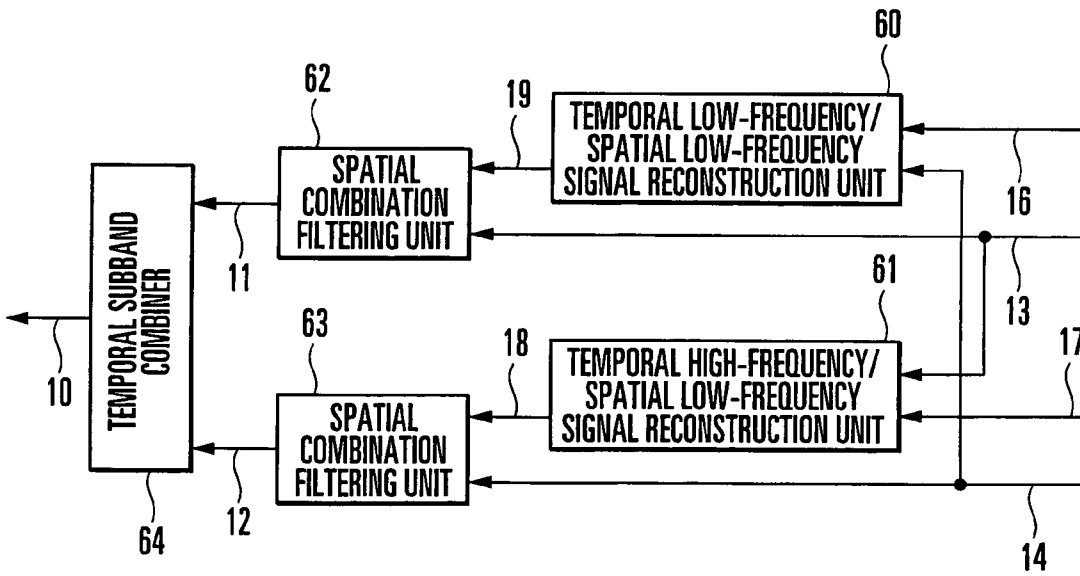 60
62
19
TEMPORAL LOW-FREQUENCY/
SPATIAL LOW-FREQUENCY
SIGNAL RECONSTRUCTION UNIT
SPATIAL
COMBINATION
FILTERING UNIT
16
11
13
TEMPORAL SUBBAND
COMBINER
61
63
10
18
17
TEMPORAL HIGH-FREQUENCY/
SPATIAL LOW-FREQUENCY
SIGNAL RECONSTRUCTION UNIT
SPATIAL
COMBINATION
FILTERING UNIT
12
64
14